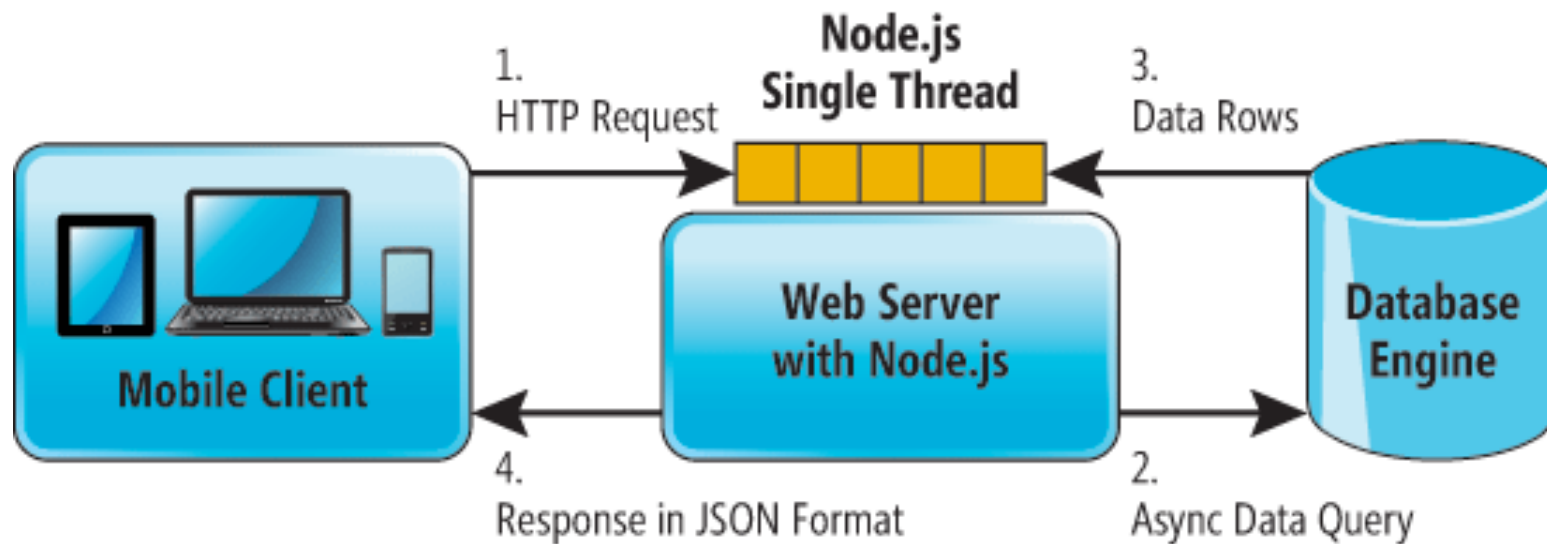 Node.js
Single Thread
1.
HTTP Request
3.
Data Rows
Mobile Client
Web Server
with Node.js
Database
Engine
4.
Response in JSON Format
2.
Async Data Query